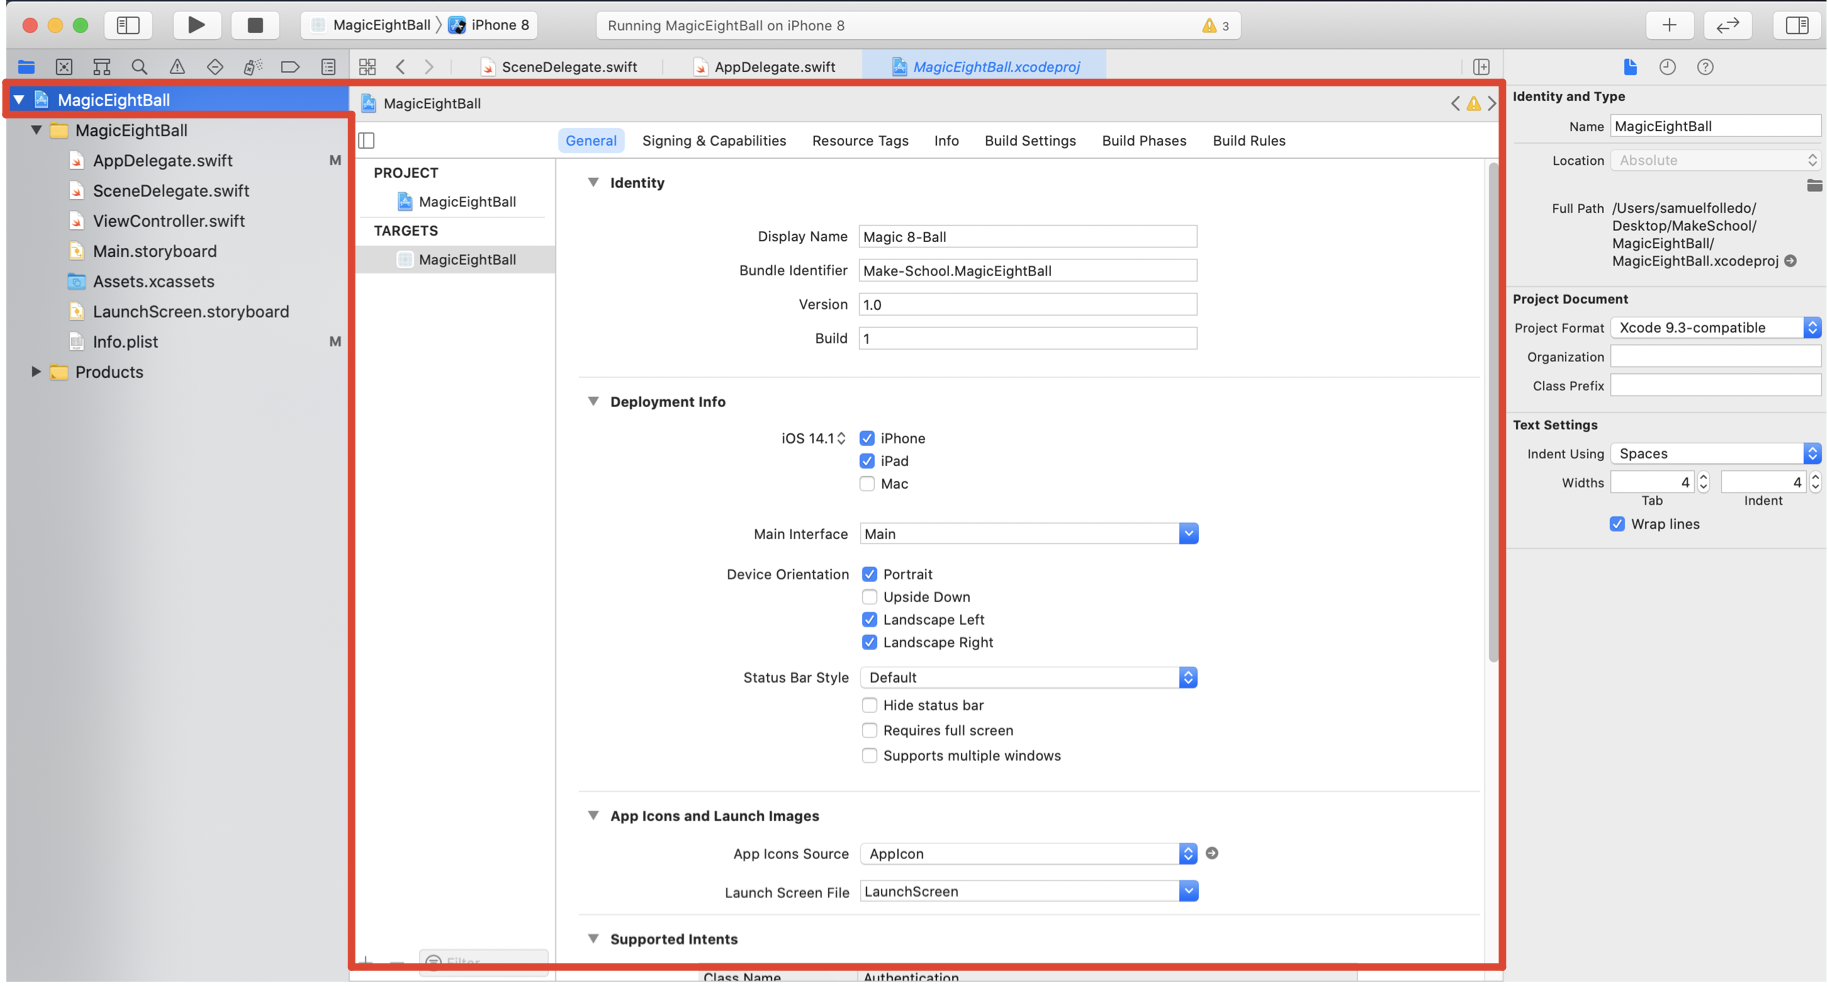 MagicEightBall 〉 iPhone 8
Running MagicEightBall on iPhone 8
3
SceneDelegate.swift
AppDelegate.swift
MagicEightBall.xcodeproj
MagicEightBall
MagicEightBall
AppDelegate.swift M
SceneDelegate.swift
ViewController.swift
Main.storyboard
Assets.xcassets
LaunchScreen.storyboard
Info.plist M
Products
MagicEightBall
General
Signing & Capabilities
Resource Tags
Info
Build Settings
Build Phases
Build Rules
PROJECT
MagicEightBall
TARGETS
MagicEightBall
Filter
Identity
Display Name Magic 8-Ball
Bundle Identifier Make-School.MagicEightBall
Version 1.0
Build 1
Deployment Info
iOS 14.1 iPhone
iPad
Mac
Main Interface Main
Device Orientation Portrait
Upside Down
Landscape Left
Landscape Right
Status Bar Style Default
Hide status bar
Requires full screen
Supports multiple windows
App Icons and Launch Images
App Icons Source AppIcon
Launch Screen File LaunchScreen
Supported Intents
Class Name Authentication
Identity and Type
Name MagicEightBall
Location Absolute
Full Path /Users/samuelfolledo/
Desktop/MakeSchool/
MagicEightBall/
MagicEightBall.xcodeproj
Project Document
Project Format Xcode 9.3-compatible
Organization
Class Prefix
Text Settings
Indent Using Spaces
Widths 4 4
Tab Indent
Wrap lines